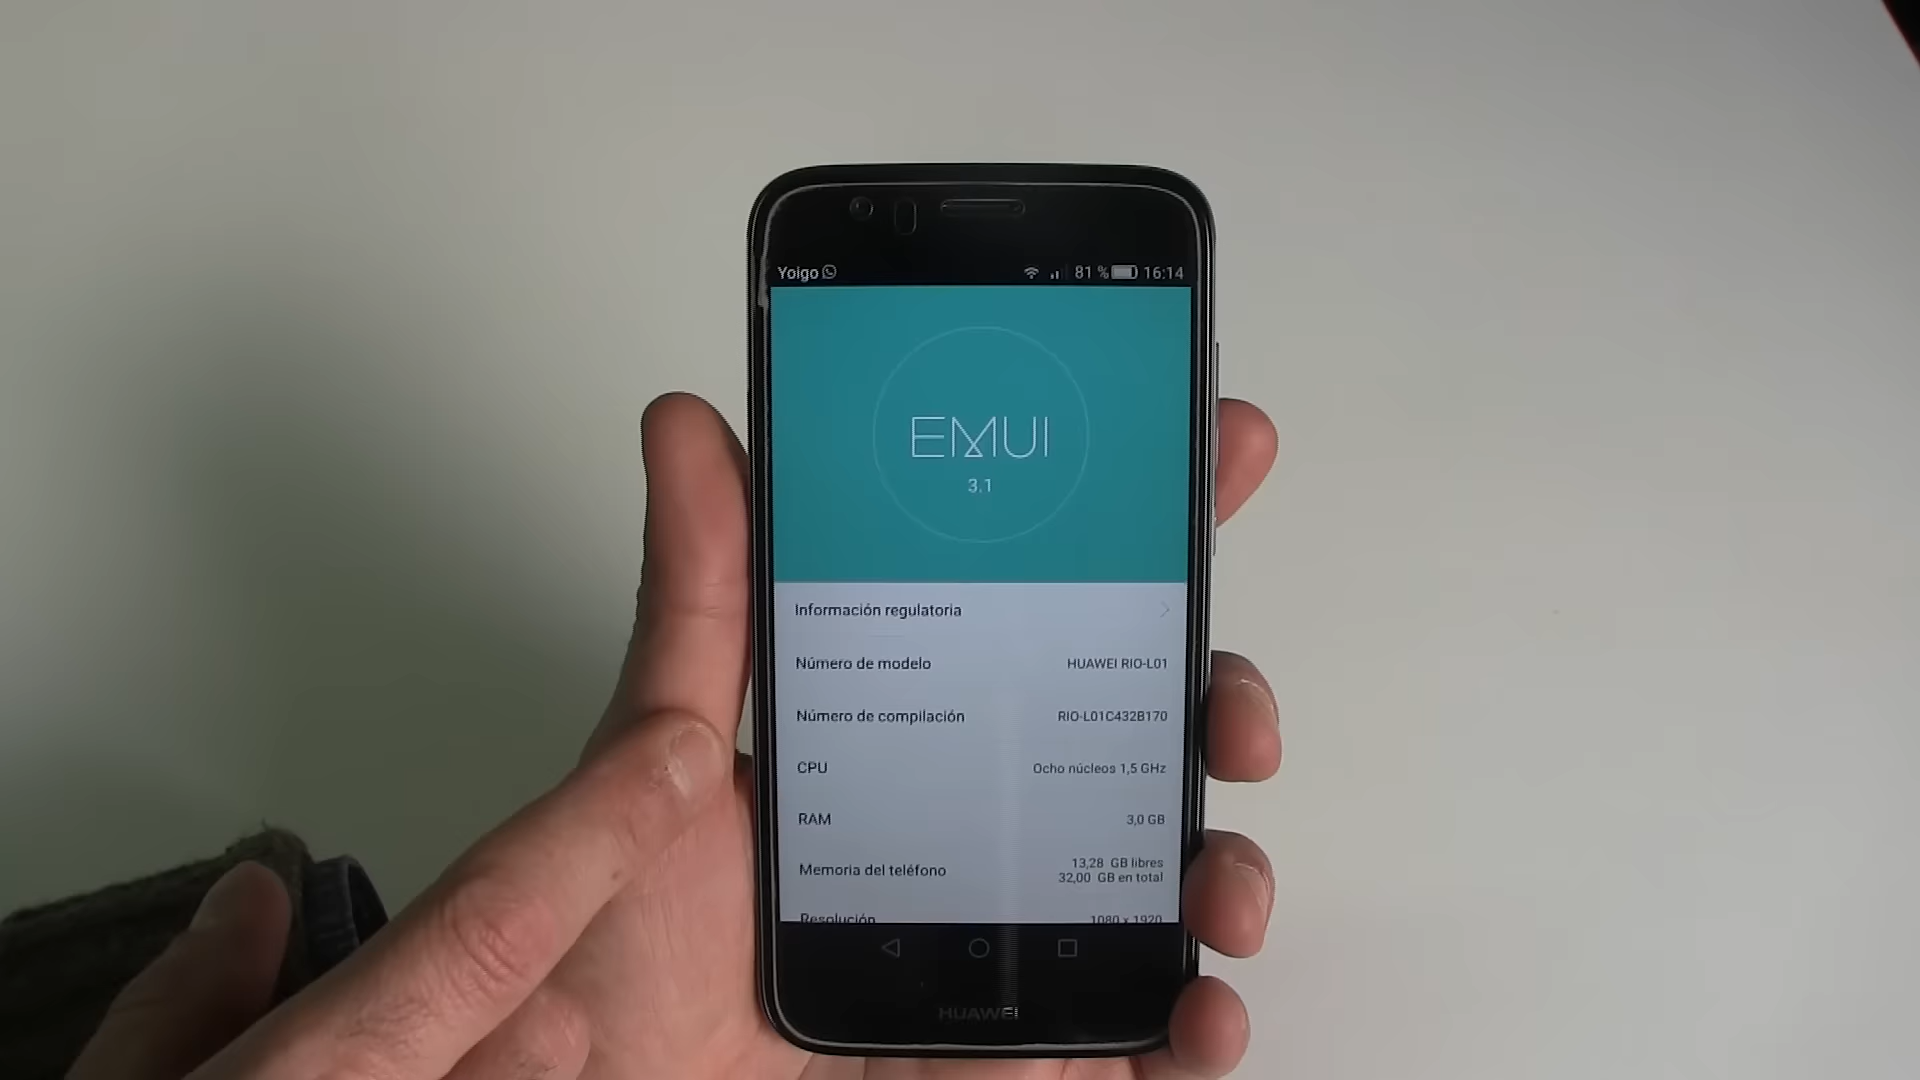 Yoigo 81 % 16:14
EMUI
3.1
Información regulatoria
Número de modelo HUAWEI RIO-L01
Número de compilación RIO-L01C432B170
CPU Ocho núcleos 1,5 GHz
RAM 3,0 GB
Memoria del teléfono 13,28 GB libres
32,00 GB en total
Resolución 1080 x 1920
HUAWEI